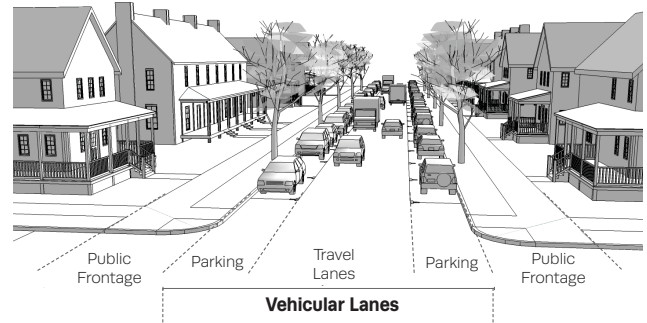 Public
Frontage
Parking
Travel
Lanes
Parking
Public
Frontage
Vehicular Lanes